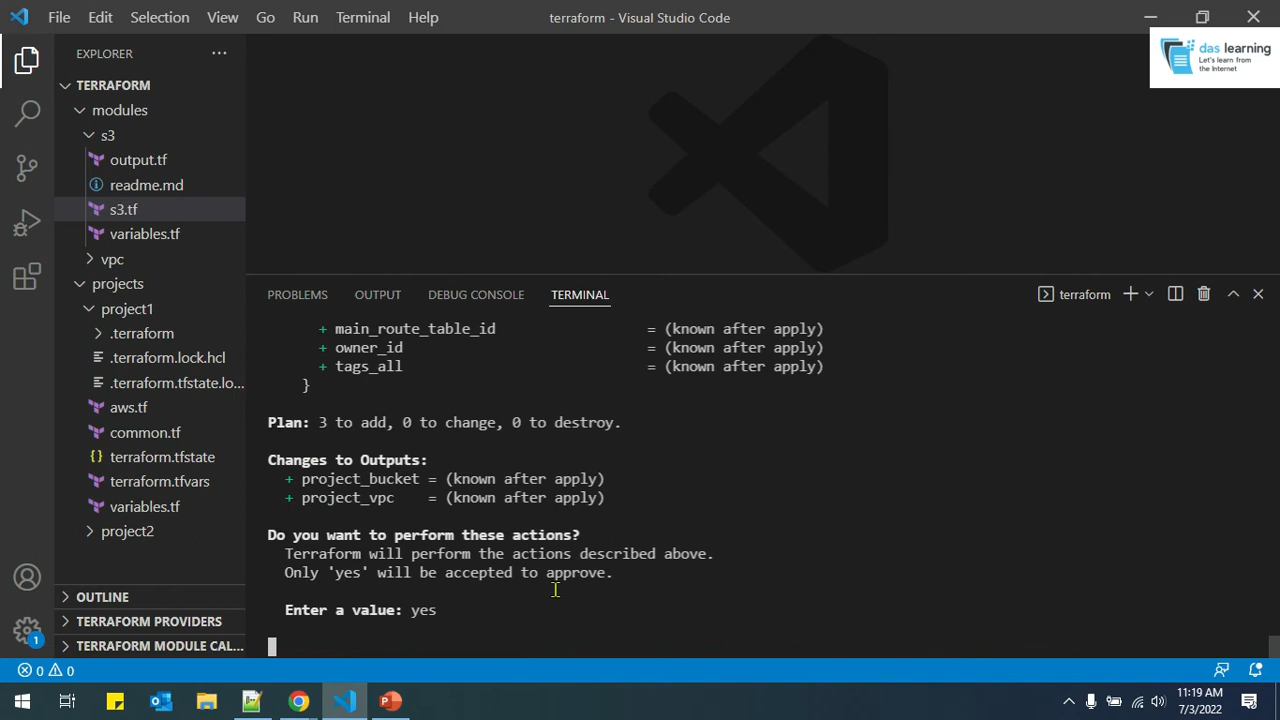 File Edit Selection View Go Run Terminal Help
terraform - Visual Studio Code
das learning
Let's learn from
the Internet
EXPLORER
TERRAFORM
modules
s3
output.tf
readme.md
s3.tf
variables.tf
vpc
projects
project1
.terraform
.terraform.lock.hcl
.terraform.tfstate.lo...
aws.tf
common.tf
terraform.tfstate
terraform.tfvars
variables.tf
project2
OUTLINE
TERRAFORM PROVIDERS
TERRAFORM MODULE CAL...
PROBLEMS OUTPUT DEBUG CONSOLE TERMINAL
terraform
+ main_route_table_id = (known after apply)
+ owner_id = (known after apply)
+ tags_all = (known after apply)
}
Plan: 3 to add, 0 to change, 0 to destroy.
Changes to Outputs:
+ project_bucket = (known after apply)
+ project_vpc = (known after apply)
Do you want to perform these actions?
Terraform will perform the actions described above.
Only 'yes' will be accepted to approve.
Enter a value: yes
0 0
1
11:19 AM
7/3/2022